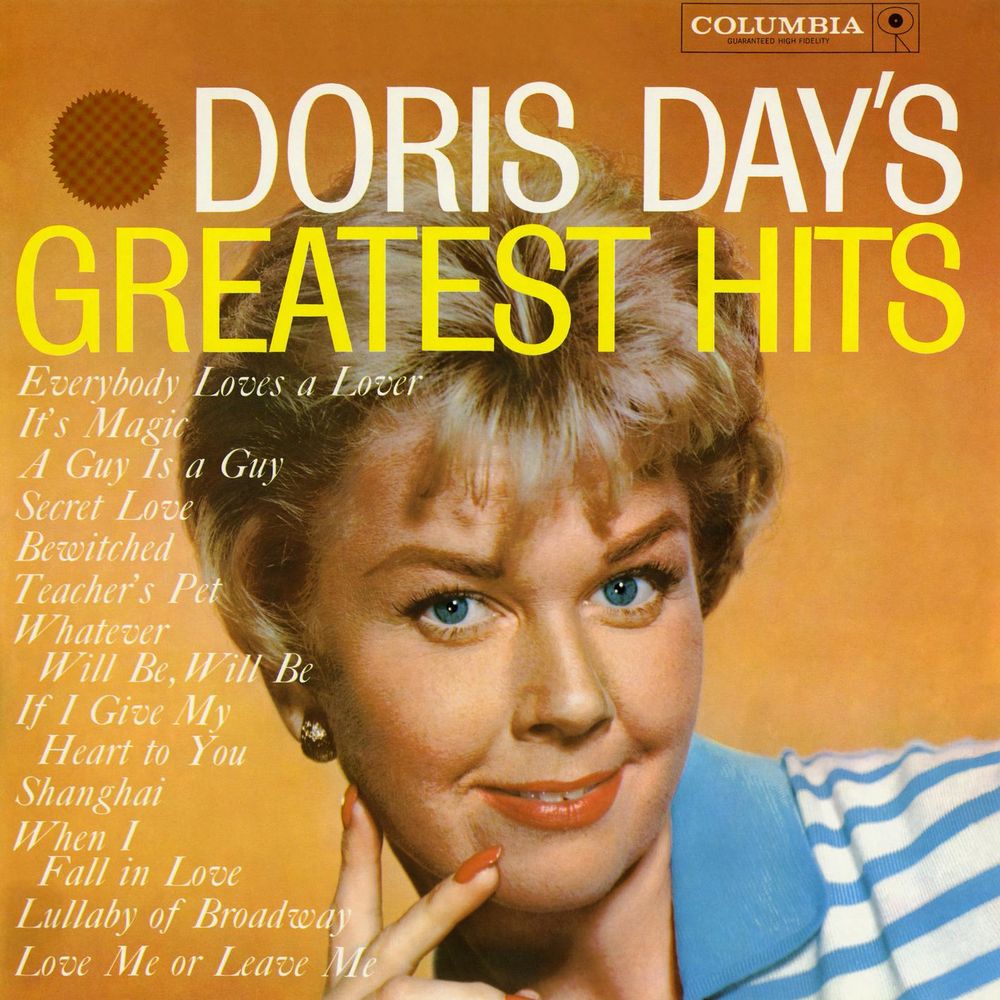 COLUMBIA
GUARANTEED HIGH FIDELITY
DORIS DAY'S
GREATEST HITS
Everybody Loves a Lover
It's Magic
A Guy Is a Guy
Secret Love
Bewitched
Teacher's Pet
Whatever
Will Be, Will Be
If I Give My
Heart to You
Shanghai
When I
Fall in Love
Lullaby of Broadway
Love Me or Leave Me